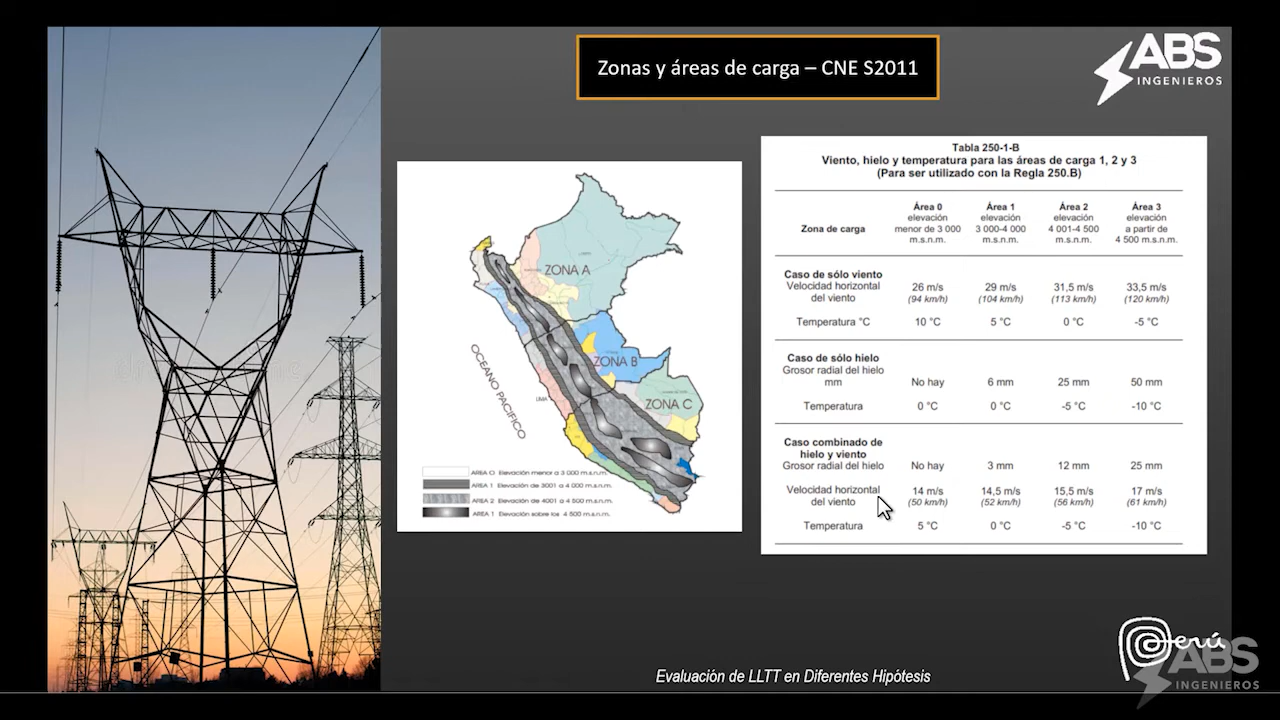 Zonas y áreas de carga – CNE S2011
ABS
INGENIEROS
ZONA A
ZONA B
ZONA C
LIMA
OCEANO PACIFICO
AREA O Elevación menor a 3 000 m.s.n.m.
AREA 1 Elevación de 3001 a 4 000 m.s.n.m.
AREA 2 Elevación de 4001 a 4 500 m.s.n.m.
AREA 1 Elevación sobre los 4 500 m.s.n.m.
Tabla 250-1-B
Viento, hielo y temperatura para las áreas de carga 1, 2 y 3
(Para ser utilizado con la Regla 250.B)
Zona de carga
Área 0 elevación menor de 3 000 m.s.n.m.
Área 1 elevación 3 000-4 000 m.s.n.m.
Área 2 elevación 4 001-4 500 m.s.n.m.
Área 3 elevación a partir de 4 500 m.s.n.m.
Caso de sólo viento
Velocidad horizontal 26 m/s 29 m/s 31,5 m/s 33,5 m/s
del viento (94 km/h) (104 km/h) (113 km/h) (120 km/h)
Temperatura °C 10 °C 5 °C 0 °C -5 °C
Caso de sólo hielo
Grosor radial del hielo
mm No hay 6 mm 25 mm 50 mm
Temperatura 0 °C 0 °C -5 °C -10 °C
Caso combinado de
hielo y viento
Grosor radial del hielo No hay 3 mm 12 mm 25 mm
Velocidad horizontal 14 m/s 14,5 m/s 15,5 m/s 17 m/s
del viento (50 km/h) (52 km/h) (56 km/h) (61 km/h)
Temperatura 5 °C 0 °C -5 °C -10 °C
Evaluación de LLTT en Diferentes Hipótesis
Perú
ABS
INGENIEROS